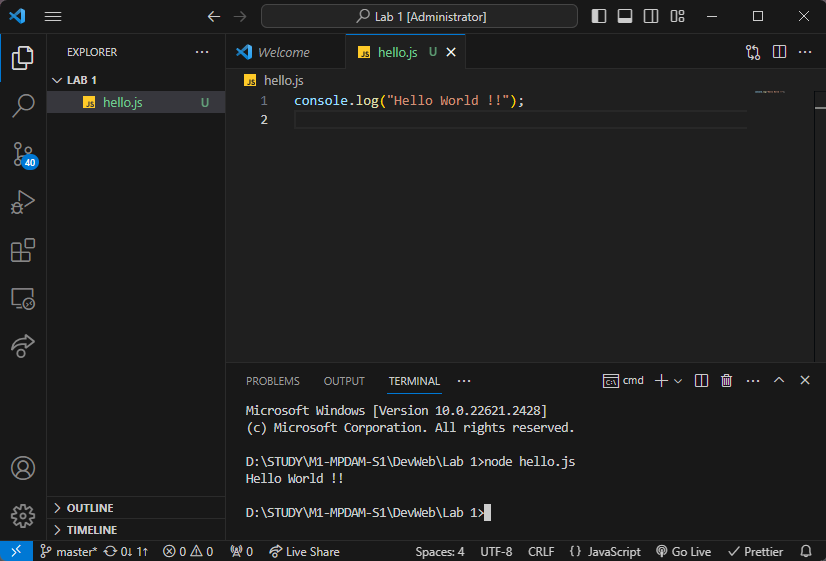 Lab 1 [Administrator]
EXPLORER
LAB 1
JS hello.js U
40
OUTLINE
TIMELINE
Welcome
JS hello.js U
JS hello.js
1 console.log("Hello World !!");
2
PROBLEMS OUTPUT TERMINAL
cmd
Microsoft Windows [Version 10.0.22621.2428]
(c) Microsoft Corporation. All rights reserved.
D:\STUDY\M1-MPDAM-S1\DevWeb\Lab 1>node hello.js
Hello World !!
D:\STUDY\M1-MPDAM-S1\DevWeb\Lab 1>
master* 0↓ 1↑ 0 0 0 Live Share Spaces: 4 UTF-8 CRLF {} JavaScript Go Live Prettier